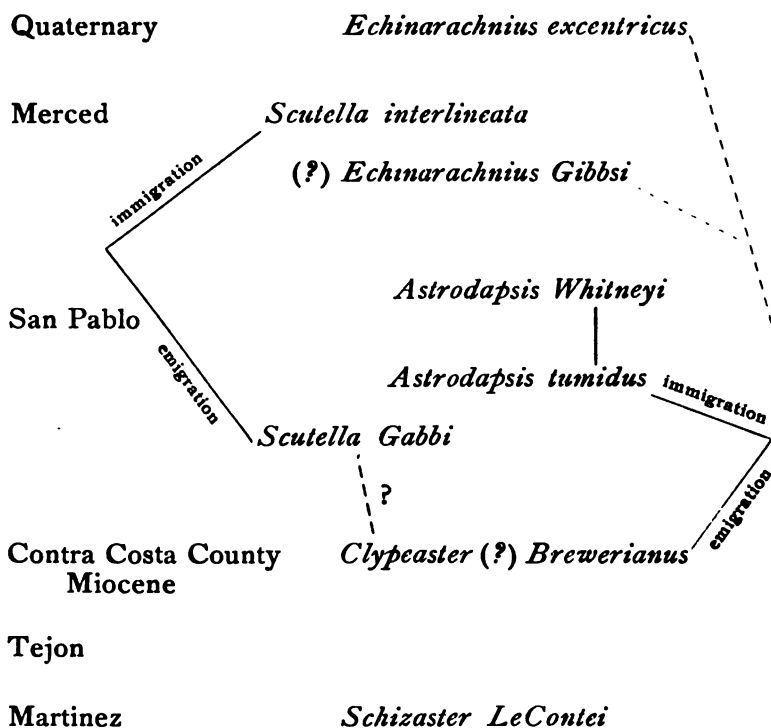 Quaternary Echinarachnius excentricus
Merced Scutella interlineata
immigration
(?) Echinarachnius Gibbsi
Astrodapsis Whitneyi
San Pablo
emigration
Astrodapsis tumidus
immigration
Scutella Gabbi
?
emigration
Contra Costa County Clypeaster (?) Brewerianus
Miocene
Tejon
Martinez Schizaster LeContei